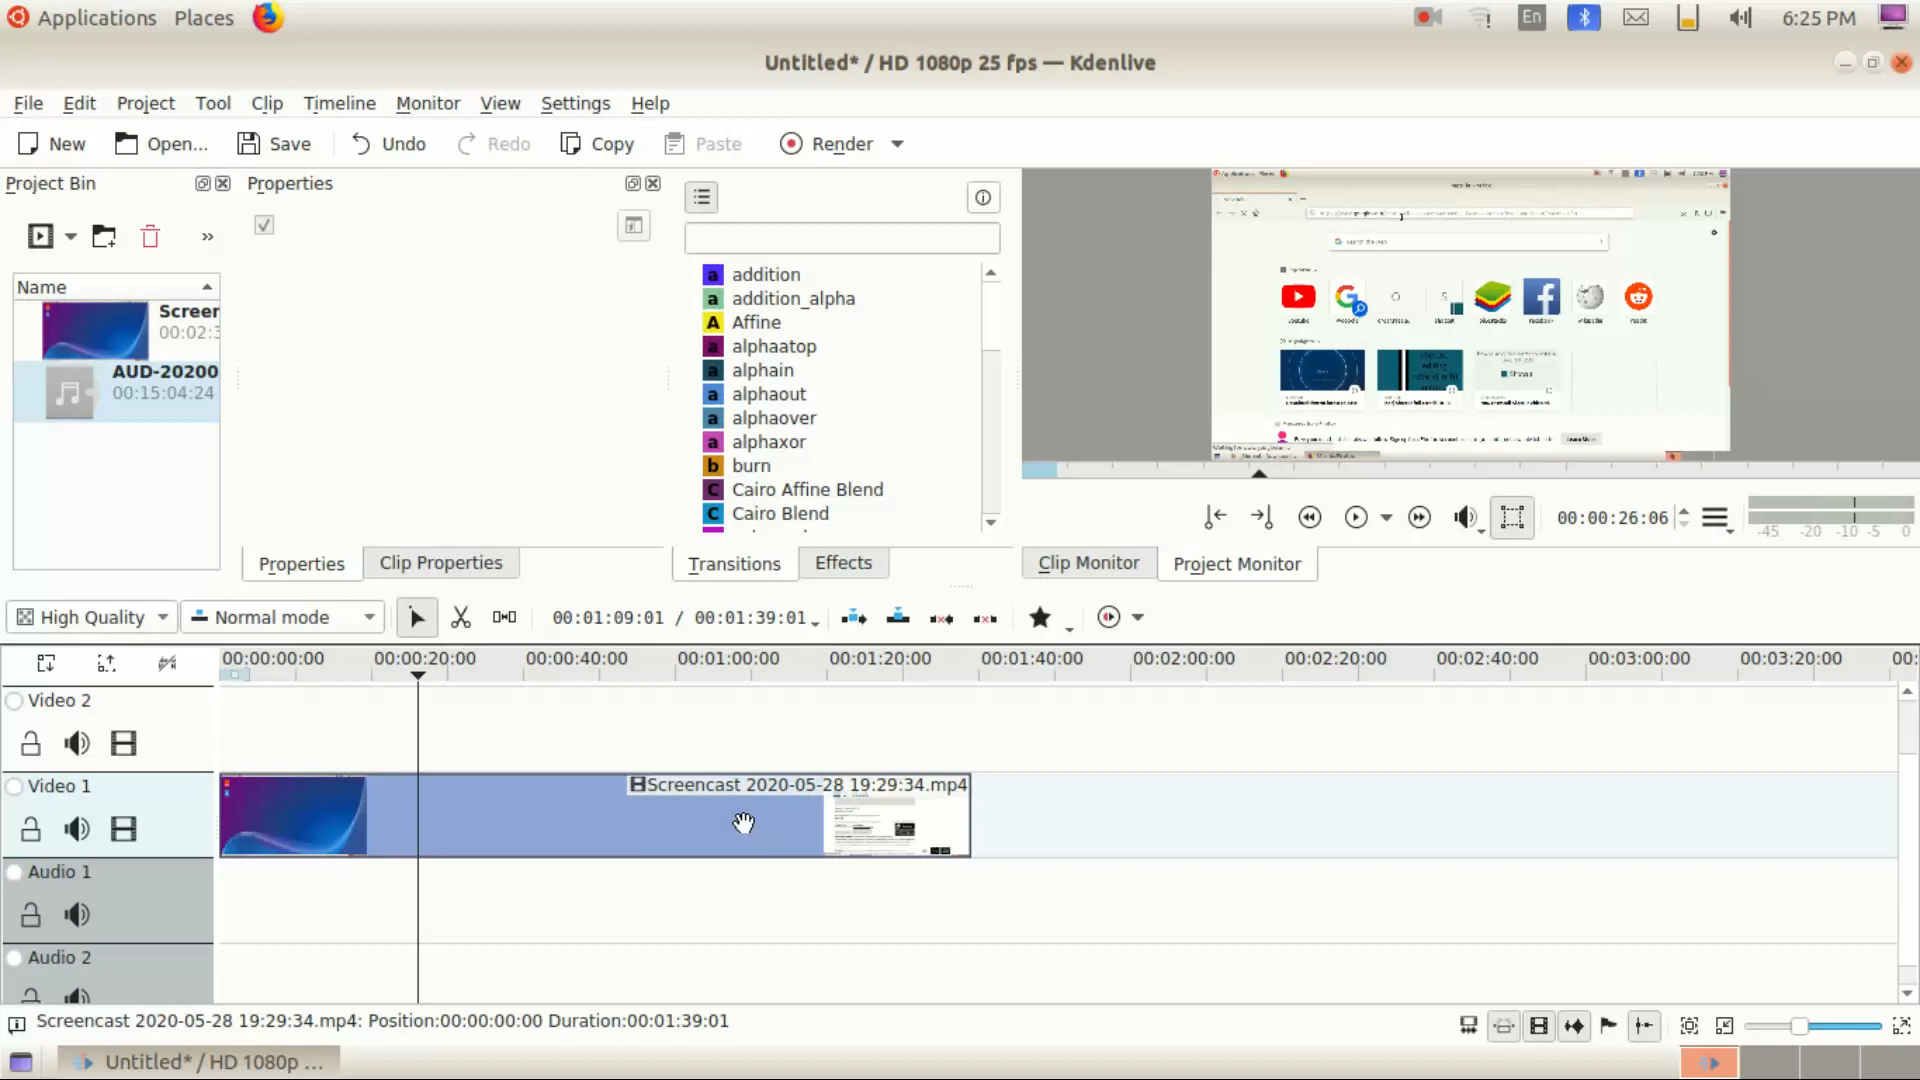 Applications Places En 6:25 PM
Untitled* / HD 1080p 25 fps — Kdenlive
File Edit Project Tool Clip Timeline Monitor View Settings Help
New Open... Save Undo Redo Copy Paste Render
Project Bin Properties
Name
Screen
00:02:3
AUD-20200
00:15:04:24
a addition
a addition_alpha
A Affine
a alphaatop
a alphain
a alphaout
a alphaover
a alphaxor
b burn
C Cairo Affine Blend
C Cairo Blend
00:00:26:06
-45 -20 -10 -5 0
Properties Clip Properties Transitions Effects Clip Monitor Project Monitor
High Quality Normal mode 00:01:09:01 / 00:01:39:01
00:00:00:00 00:00:20:00 00:00:40:00 00:01:00:00 00:01:20:00 00:01:40:00 00:02:00:00 00:02:20:00 00:02:40:00 00:03:00:00 00:03:20:00 00:
Video 2
Video 1
Screencast 2020-05-28 19:29:34.mp4
Audio 1
Audio 2
Screencast 2020-05-28 19:29:34.mp4: Position:00:00:00:00 Duration:00:01:39:01
Untitled* / HD 1080p ...